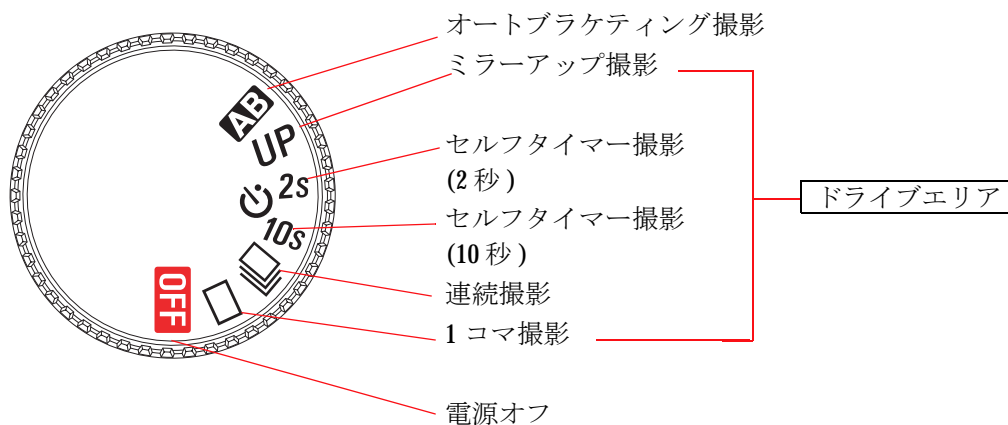 オートブラケティング撮影
ミラーアップ撮影
AB
UP
セルフタイマー撮影
(2 秒 )
2s
ドライブエリア
セルフタイマー撮影
(10 秒 )
10s
連続撮影
OFF
1 コマ撮影
電源オフ